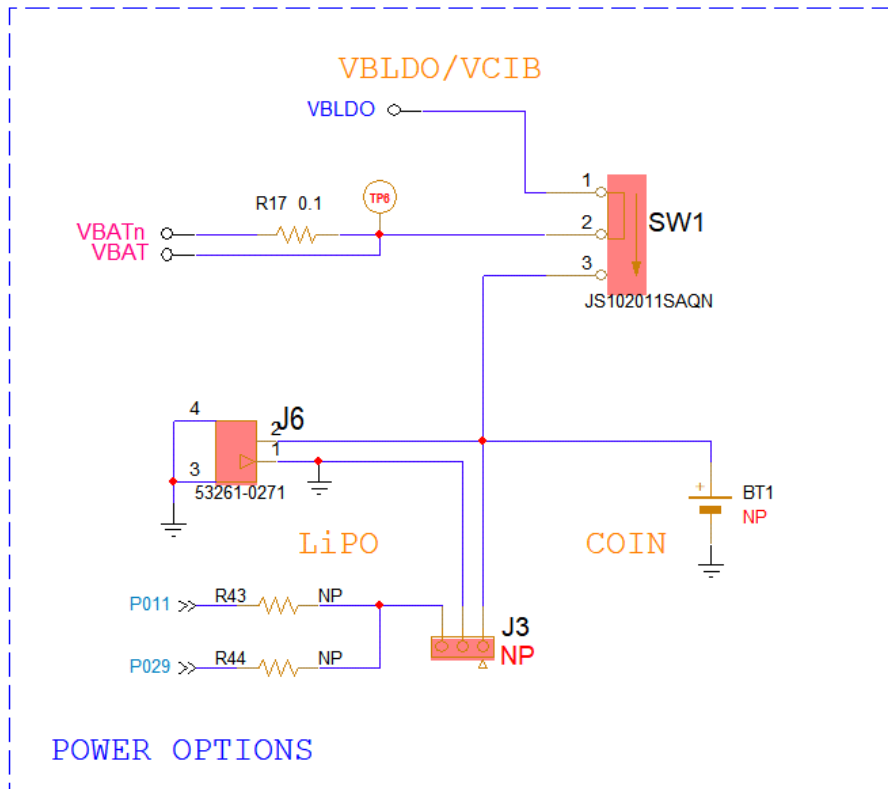 VBLDO/VCIB
VBLDO
1
R17 0.1
TP6
2
SW1
VBATn
VBAT
3
JS102011SAQN
4
J6
2
1
3
53261-0271
+
BT1
NP
LiPO
COIN
P011
R43
NP
J3
NP
P029
R44
NP
POWER OPTIONS